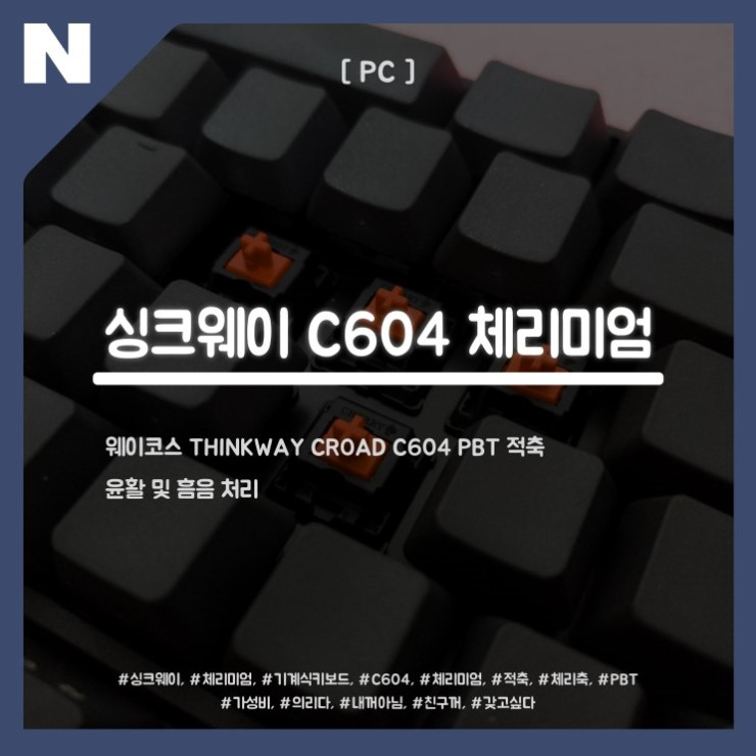 N
[ PC ]
싱크웨이 C604 체리미엄
웨이코스 THINKWAY CROAD C604 PBT 적축
윤활 및 흠음 처리
#싱크웨이, #체리미엄, #기계식키보드, #C604, #체리미엄, #적축, #체리축, #PBT
#가성비, #의리다, #내꺼아님, #친구꺼, #갖고싶다